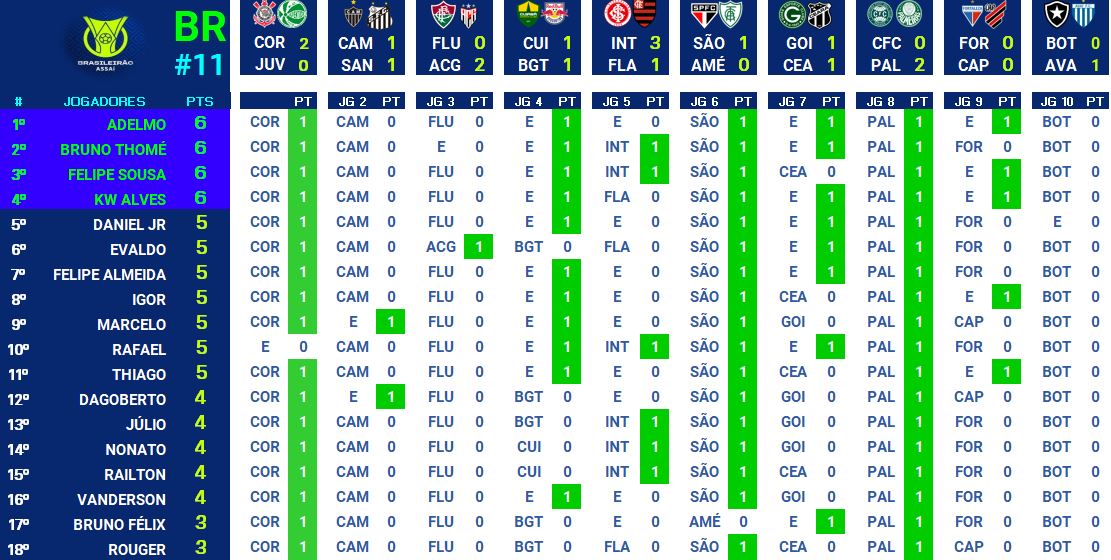 BR
#11
BRASILEIRÃO
ASSAÍ
COR 2 CAM 1 FLU 0 CUI 1 INT 3 SÃO 1 GOI 1 CFC 0 FOR 0 BOT 0
JUV 0 SAN 1 ACG 2 BGT 1 FLA 1 AMÉ 0 CEA 1 PAL 2 CAP 0 AVA 1
# JOGADORES PTS PT JG 2 PT JG 3 PT JG 4 PT JG 5 PT JG 6 PT JG 7 PT JG 8 PT JG 9 PT JG 10 PT
1º ADELMO 6 COR 1 CAM 0 FLU 0 E 1 E 0 SÃO 1 E 1 PAL 1 E 1 BOT 0
2º BRUNO THOMÉ 6 COR 1 CAM 0 E 0 E 1 INT 1 SÃO 1 E 1 PAL 1 FOR 0 BOT 0
3º FELIPE SOUSA 6 COR 1 CAM 0 FLU 0 E 1 INT 1 SÃO 1 CEA 0 PAL 1 E 1 BOT 0
4º KW ALVES 6 COR 1 CAM 0 FLU 0 E 1 FLA 0 SÃO 1 E 1 PAL 1 E 1 BOT 0
5º DANIEL JR 5 COR 1 CAM 0 FLU 0 E 1 E 0 SÃO 1 E 1 PAL 1 FOR 0 E 0
6º EVALDO 5 COR 1 CAM 0 ACG 1 BGT 0 FLA 0 SÃO 1 E 1 PAL 1 FOR 0 BOT 0
7º FELIPE ALMEIDA 5 COR 1 CAM 0 FLU 0 E 1 E 0 SÃO 1 E 1 PAL 1 FOR 0 BOT 0
8º IGOR 5 COR 1 CAM 0 FLU 0 E 1 E 0 SÃO 1 CEA 0 PAL 1 E 1 BOT 0
9º MARCELO 5 COR 1 E 1 FLU 0 E 1 E 0 SÃO 1 GOI 0 PAL 1 CAP 0 BOT 0
10º RAFAEL 5 E 0 CAM 0 FLU 0 E 1 INT 1 SÃO 1 E 1 PAL 1 FOR 0 BOT 0
11º THIAGO 5 COR 1 CAM 0 FLU 0 E 1 E 0 SÃO 1 CEA 0 PAL 1 E 1 BOT 0
12º DAGOBERTO 4 COR 1 E 1 FLU 0 BGT 0 E 0 SÃO 1 GOI 0 PAL 1 CAP 0 BOT 0
13º JÚLIO 4 COR 1 CAM 0 FLU 0 BGT 0 INT 1 SÃO 1 GOI 0 PAL 1 FOR 0 BOT 0
14º NONATO 4 COR 1 CAM 0 FLU 0 CUI 0 INT 1 SÃO 1 GOI 0 PAL 1 FOR 0 BOT 0
15º RAILTON 4 COR 1 CAM 0 FLU 0 CUI 0 INT 1 SÃO 1 CEA 0 PAL 1 FOR 0 BOT 0
16º VANDERSON 4 COR 1 CAM 0 FLU 0 E 1 E 0 SÃO 1 GOI 0 PAL 1 FOR 0 BOT 0
17º BRUNO FÉLIX 3 COR 1 CAM 0 FLU 0 BGT 0 E 0 AMÉ 0 E 1 PAL 1 FOR 0 BOT 0
18º ROUGER 3 COR 1 CAM 0 FLU 0 BGT 0 FLA 0 SÃO 1 CEA 0 PAL 1 CAP 0 BOT 0